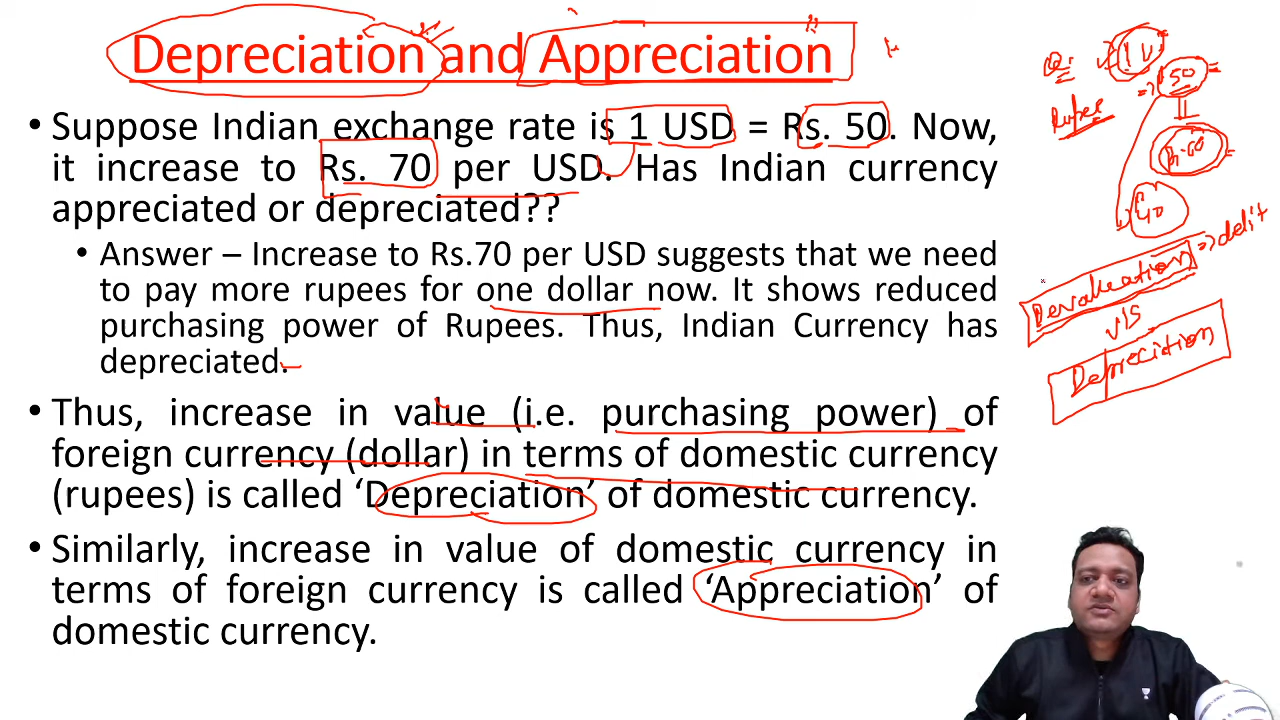 Depreciation and Appreciation
• Suppose Indian exchange rate is 1 USD = Rs. 50. Now,
it increase to Rs. 70 per USD. Has Indian currency
appreciated or depreciated??
• Answer – Increase to Rs.70 per USD suggests that we need
to pay more rupees for one dollar now. It shows reduced
purchasing power of Rupees. Thus, Indian Currency has
depreciated.
• Thus, increase in value (i.e. purchasing power) of
foreign currency (dollar) in terms of domestic currency
(rupees) is called ‘Depreciation’ of domestic currency.
• Similarly, increase in value of domestic currency in
terms of foreign currency is called ‘Appreciation’ of
domestic currency.
50
Rupee
40
Devaluation
V/S
Depreciation